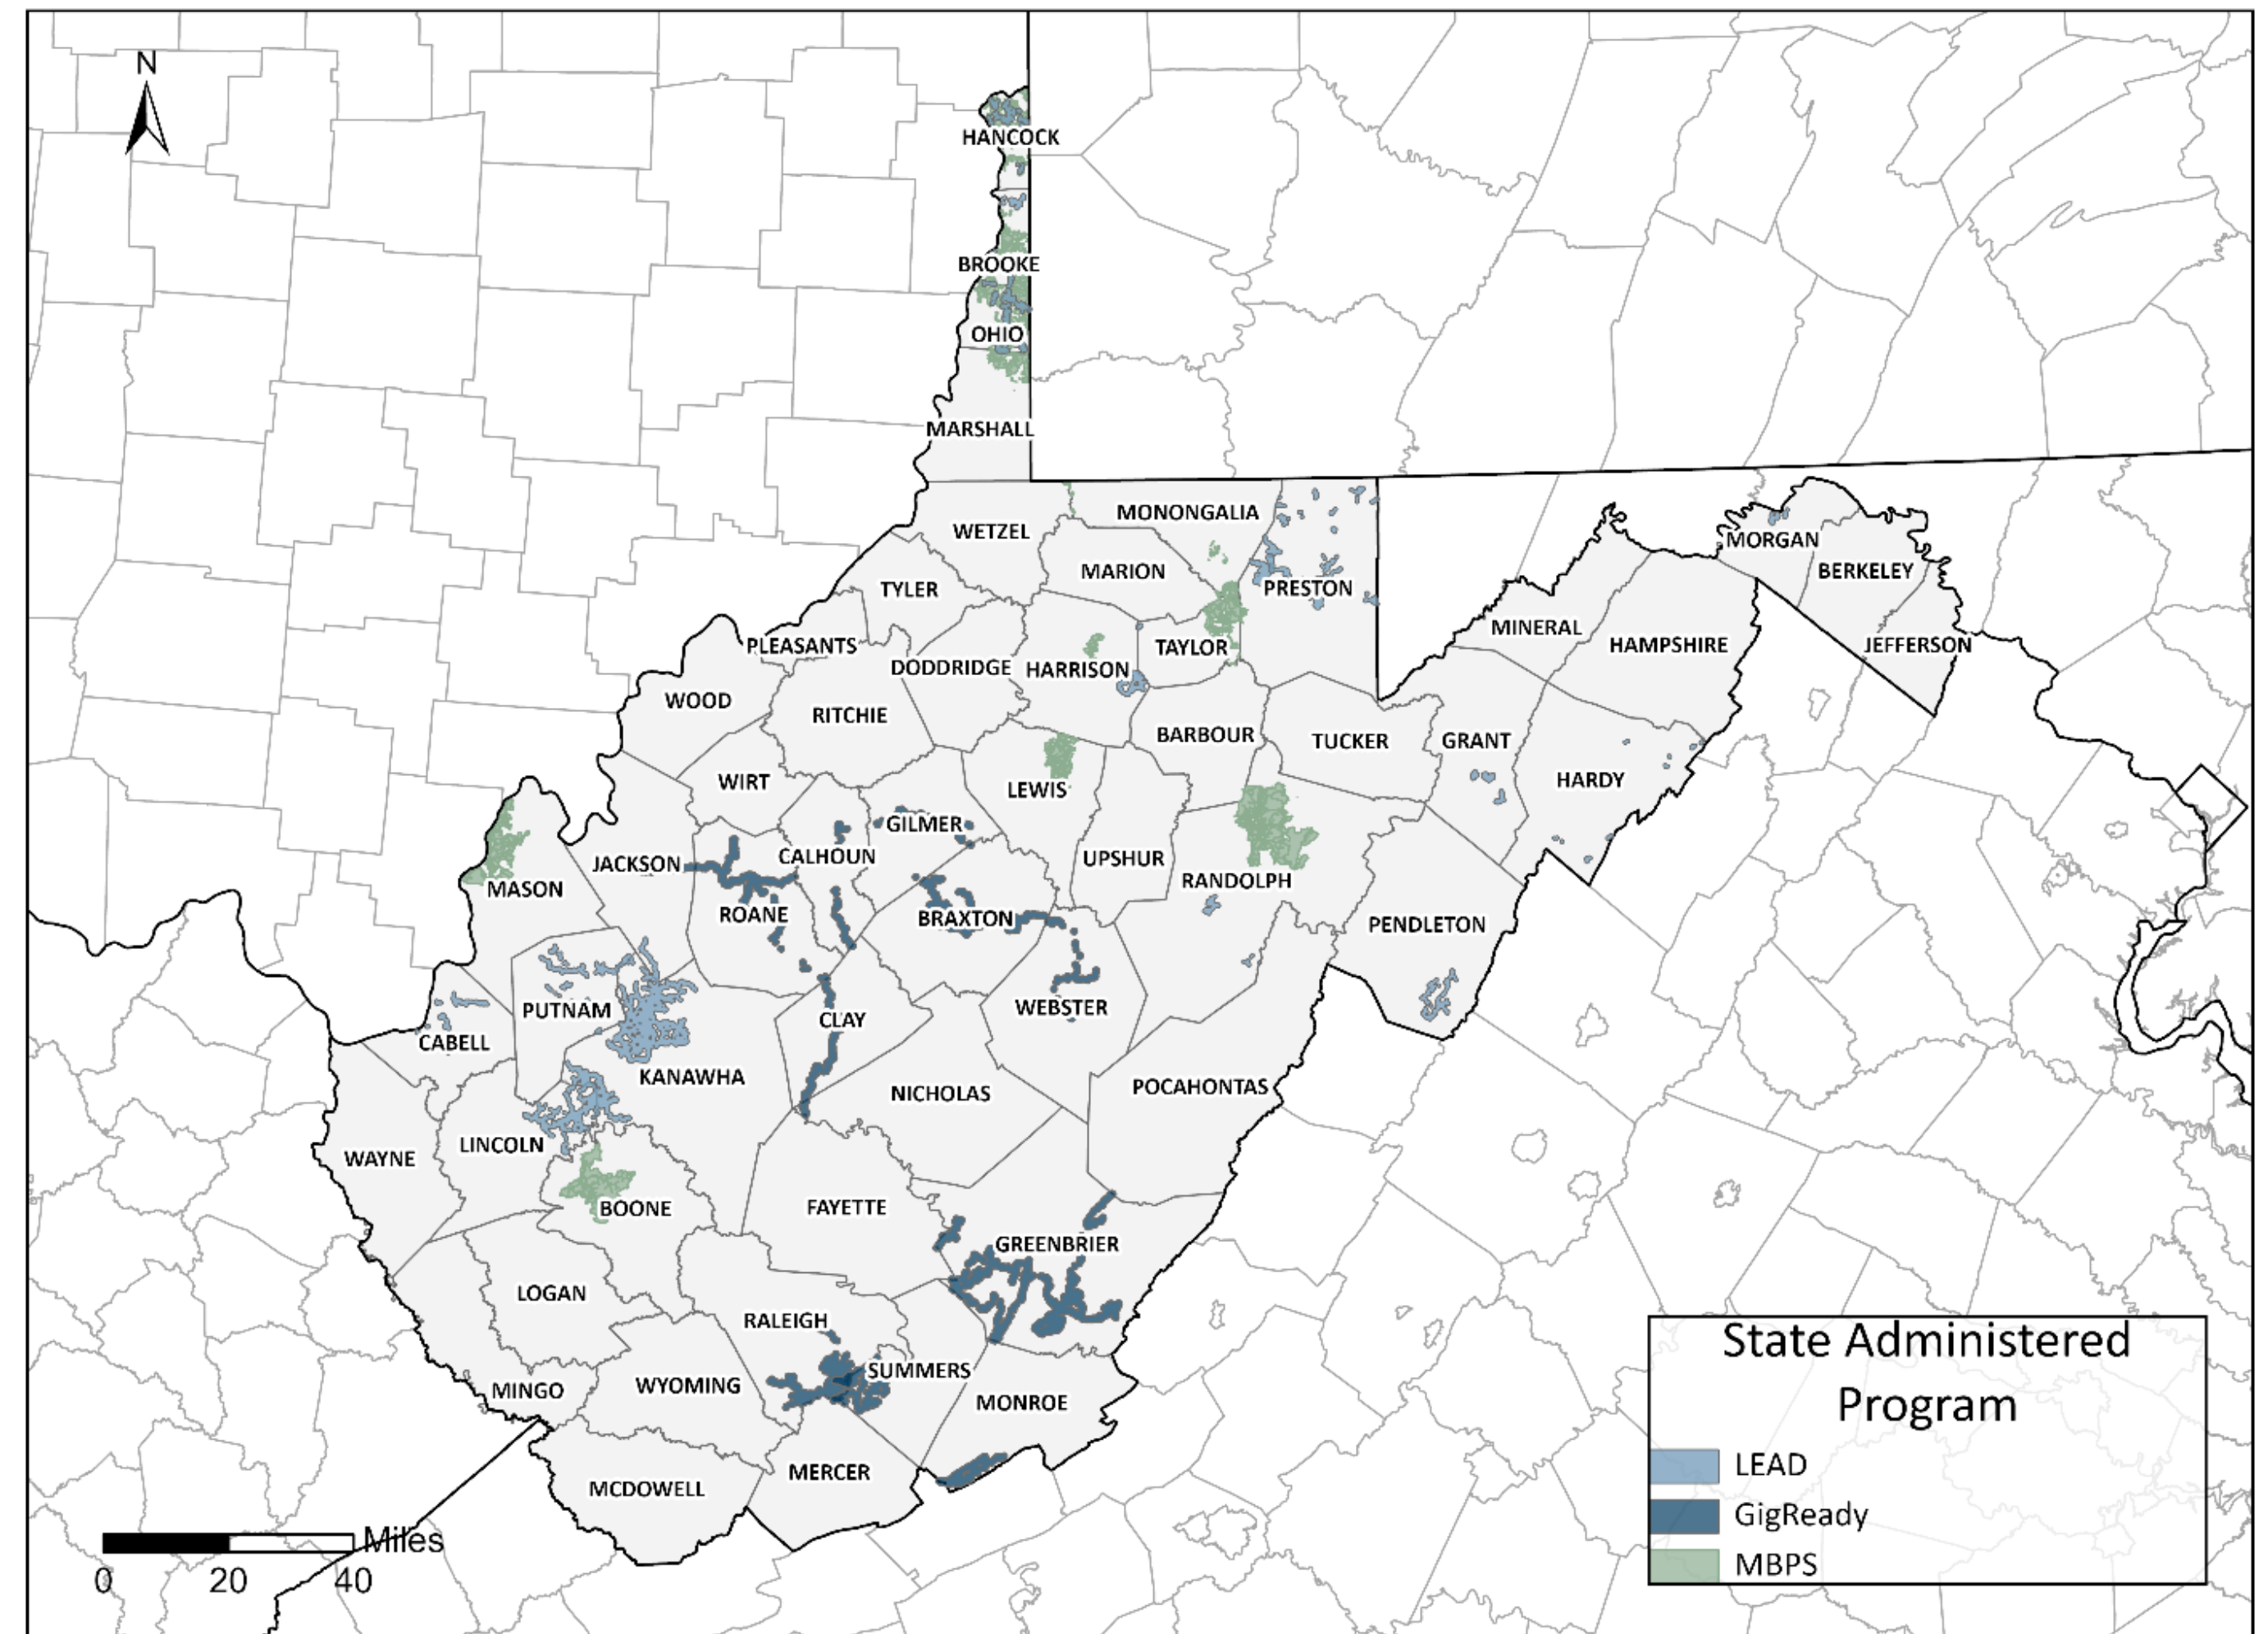 N
HANCOCK
BROOKE
OHIO
MARSHALL
MONONGALIA
WETZEL
MORGAN
MARION
BERKELEY
TYLER
PRESTON
MINERAL
HAMPSHIRE
JEFFERSON
PLEASANTS
TAYLOR
DODDRIDGE
HARRISON
WOOD
RITCHIE
BARBOUR
TUCKER
GRANT
WIRT
LEWIS
HARDY
GILMER
CALHOUN
JACKSON
UPSHUR
MASON
RANDOLPH
ROANE
BRAXTON
PENDLETON
PUTNAM
WEBSTER
CLAY
CABELL
KANAWHA
NICHOLAS
POCAHONTAS
LINCOLN
WAYNE
BOONE
FAYETTE
GREENBRIER
LOGAN
RALEIGH
SUMMERS
MINGO
WYOMING
MONROE
MERCER
MCDOWELL
State Administered
Program
LEAD
GigReady
MBPS
Miles
0 20 40